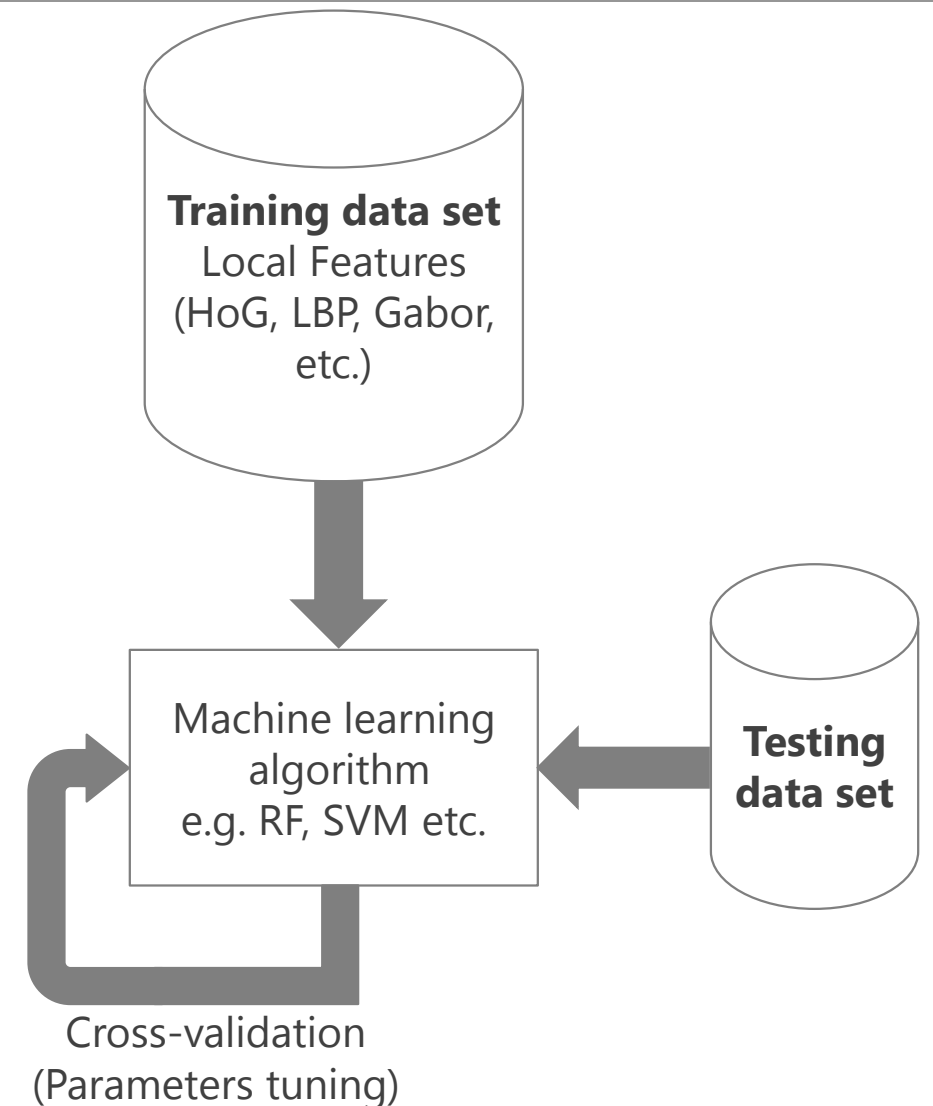 Training data set
Local Features
(HoG, LBP, Gabor,
etc.)
Machine learning
algorithm
e.g. RF, SVM etc.
Testing
data set
Cross-validation
(Parameters tuning)